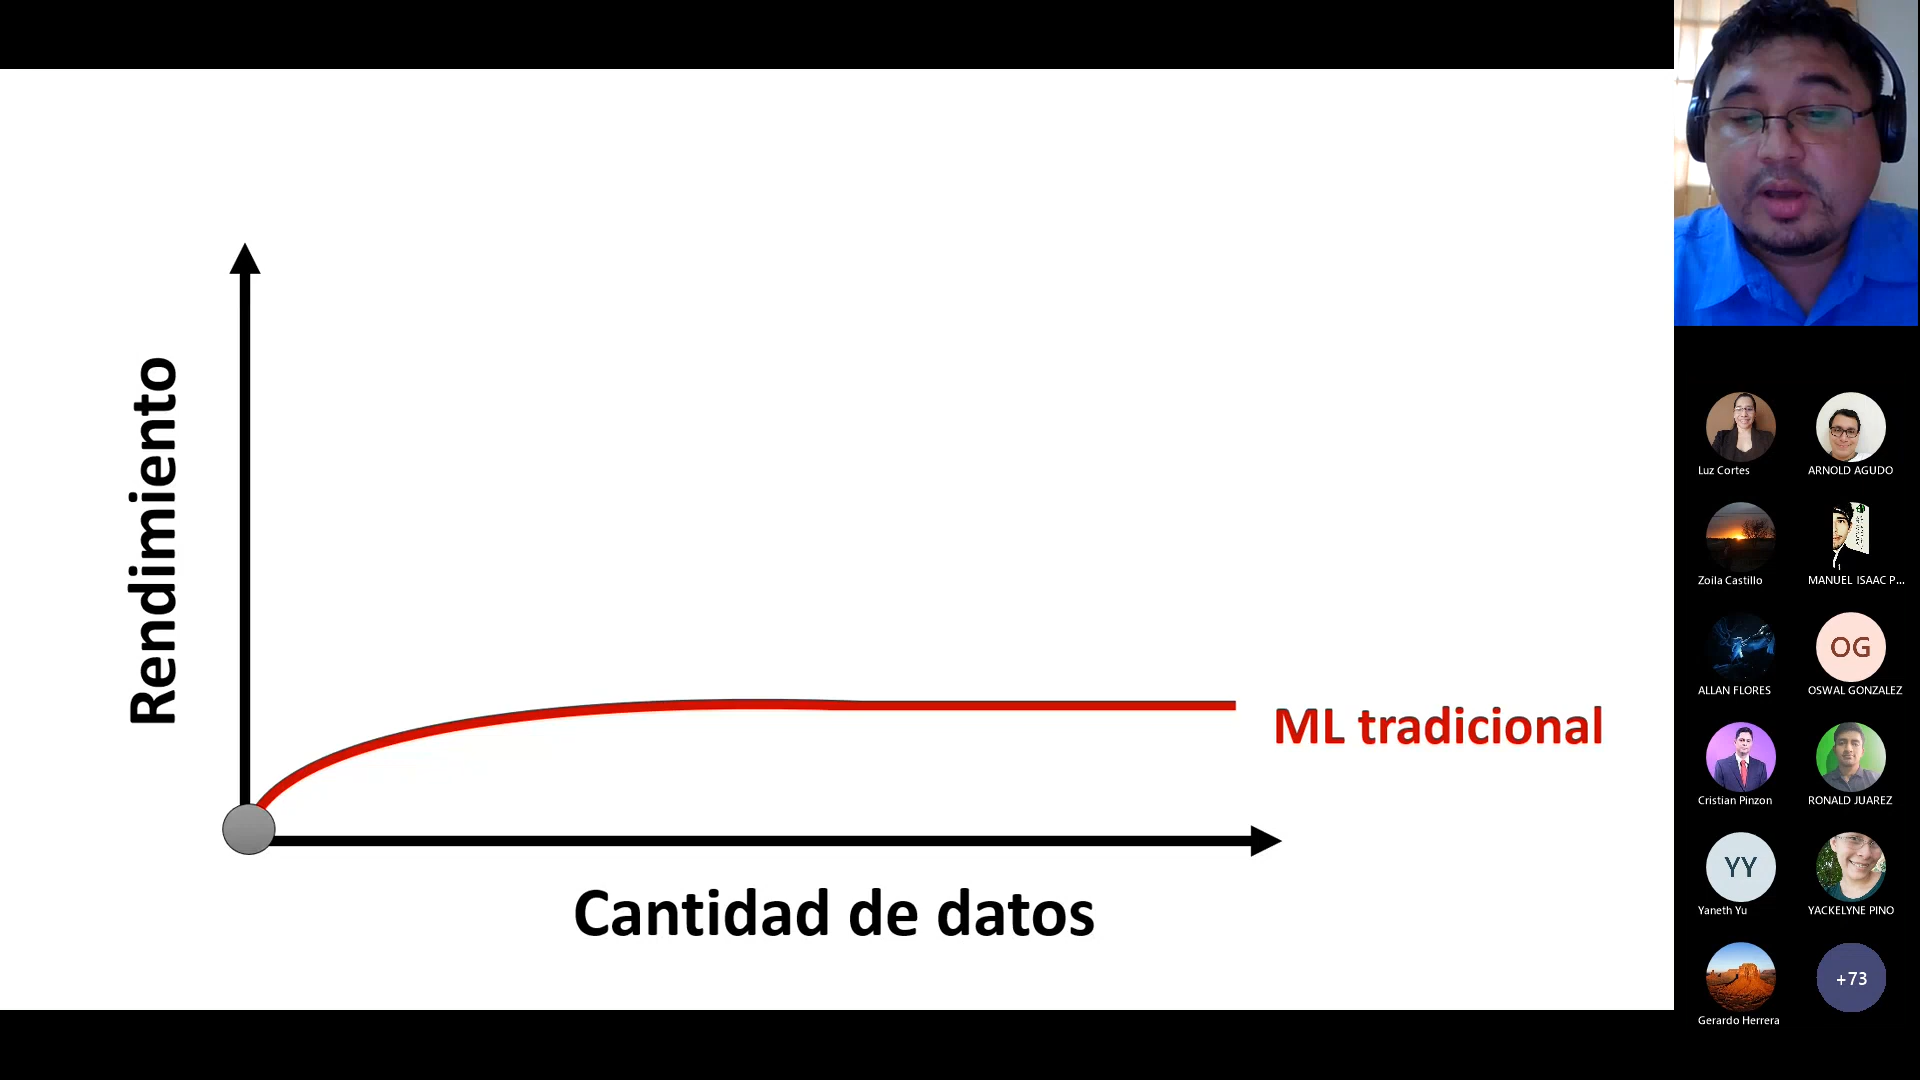 Rendimiento
ML tradicional
Cantidad de datos
Luz Cortes
ARNOLD AGUDO
Zoila Castillo
MANUEL ISAAC P...
ALLAN FLORES
OG
OSWAL GONZALEZ
Cristian Pinzon
RONALD JUAREZ
YY
Yaneth Yu
YACKELYNE PINO
Gerardo Herrera
+73